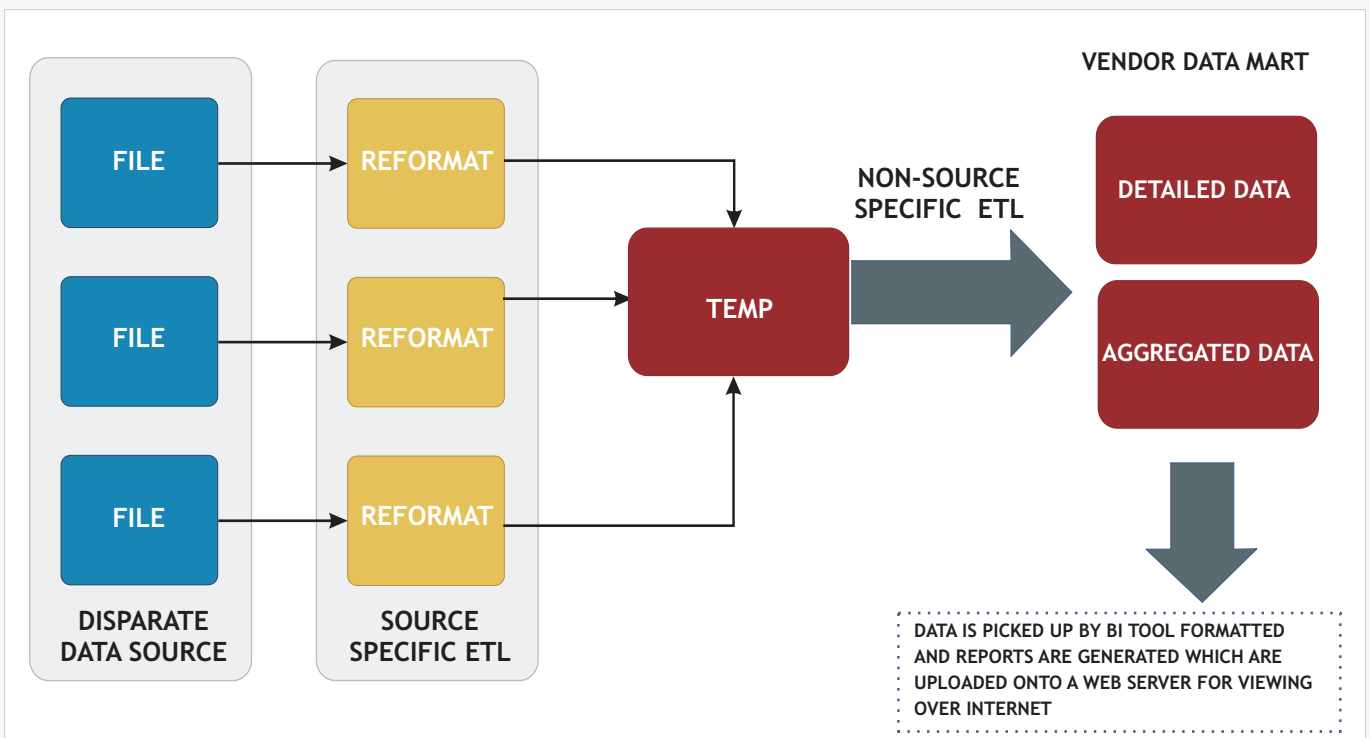 FILE
REFORMAT
FILE
REFORMAT
FILE
REFORMAT
DISPARATE
DATA SOURCE
SOURCE
SPECIFIC ETL
TEMP
NON-SOURCE
SPECIFIC ETL
VENDOR DATA MART
DETAILED DATA
AGGREGATED DATA
DATA IS PICKED UP BY BI TOOL FORMATTED
AND REPORTS ARE GENERATED WHICH ARE
UPLOADED ONTO A WEB SERVER FOR VIEWING
OVER INTERNET